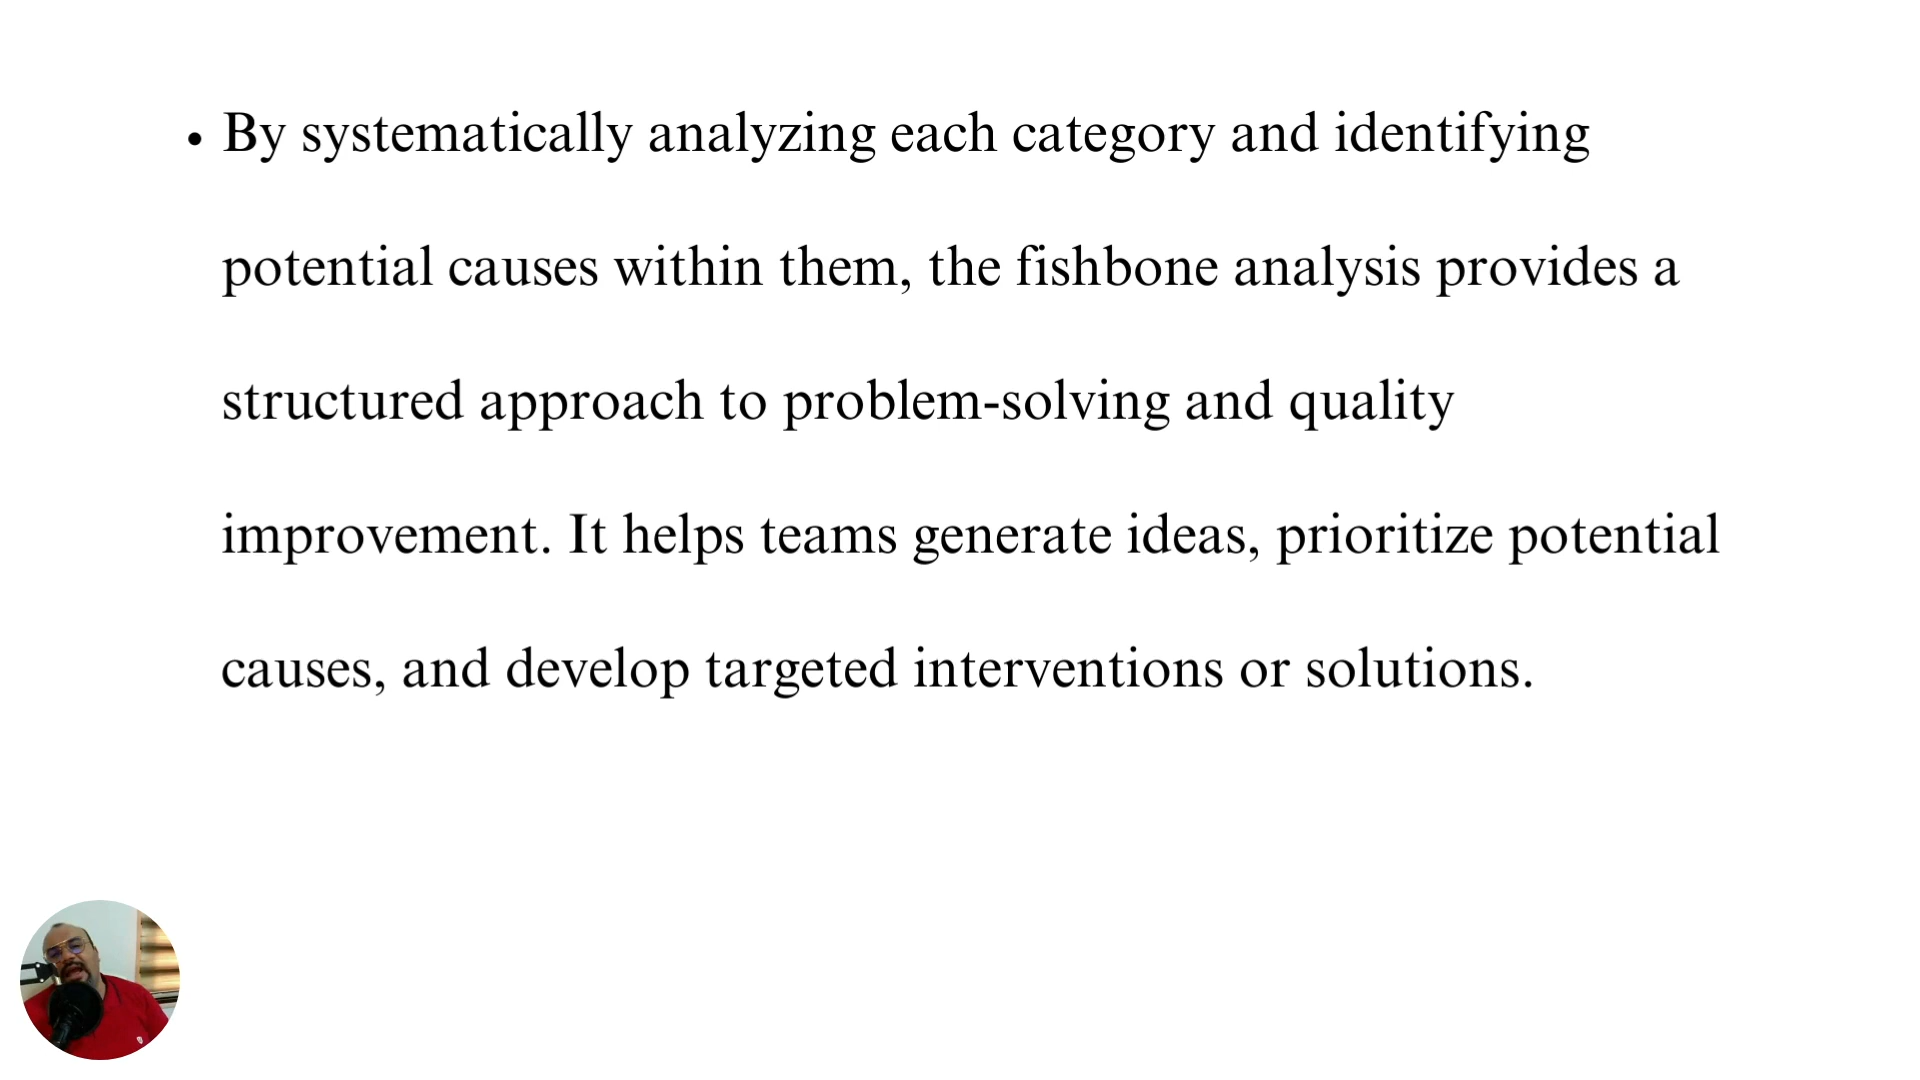 • By systematically analyzing each category and identifying
potential causes within them, the fishbone analysis provides a
structured approach to problem-solving and quality
improvement. It helps teams generate ideas, prioritize potential
causes, and develop targeted interventions or solutions.